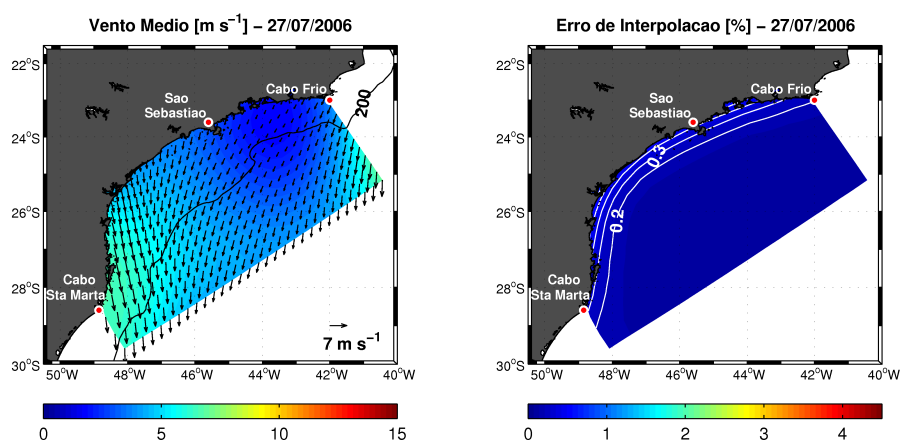 Vento Medio [m s⁻¹] – 27/07/2006
22°S
24°S
26°S
28°S
30°S
50°W
48°W
46°W
44°W
42°W
40°W
Cabo Frio
Sao
Sebastiao
Cabo
Sta Marta
200
7 m s⁻¹
0
5
10
15
Erro de Interpolacao [%] – 27/07/2006
22°S
24°S
26°S
28°S
30°S
50°W
48°W
46°W
44°W
42°W
40°W
Cabo Frio
Sao
Sebastiao
Cabo
Sta Marta
0.3
0.2
0
1
2
3
4